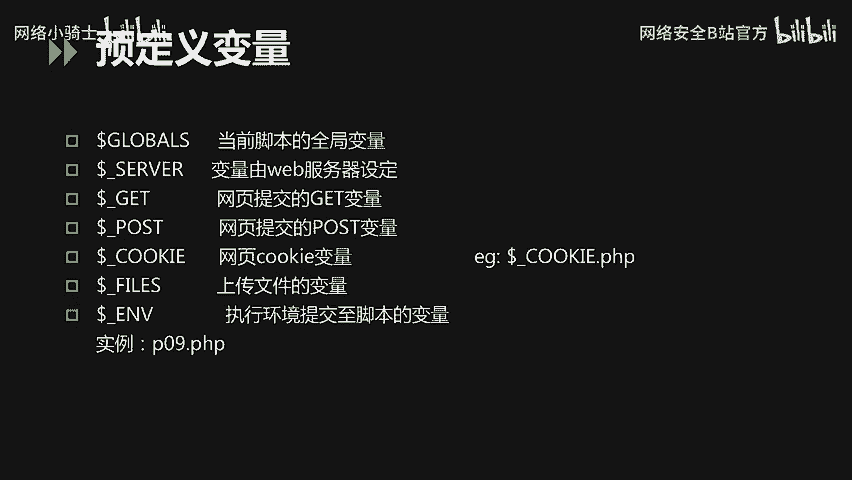 网络小骑士 bilibili
网络安全B站官方 bilibili
预定义变量
$GLOBALS 当前脚本的全局变量
$_SERVER 变量由web服务器设定
$_GET 网页提交的GET变量
$_POST 网页提交的POST变量
$_COOKIE 网页cookie变量 eg: $_COOKIE.php
$_FILES 上传文件的变量
$_ENV 执行环境提交至脚本的变量
实例：p09.php